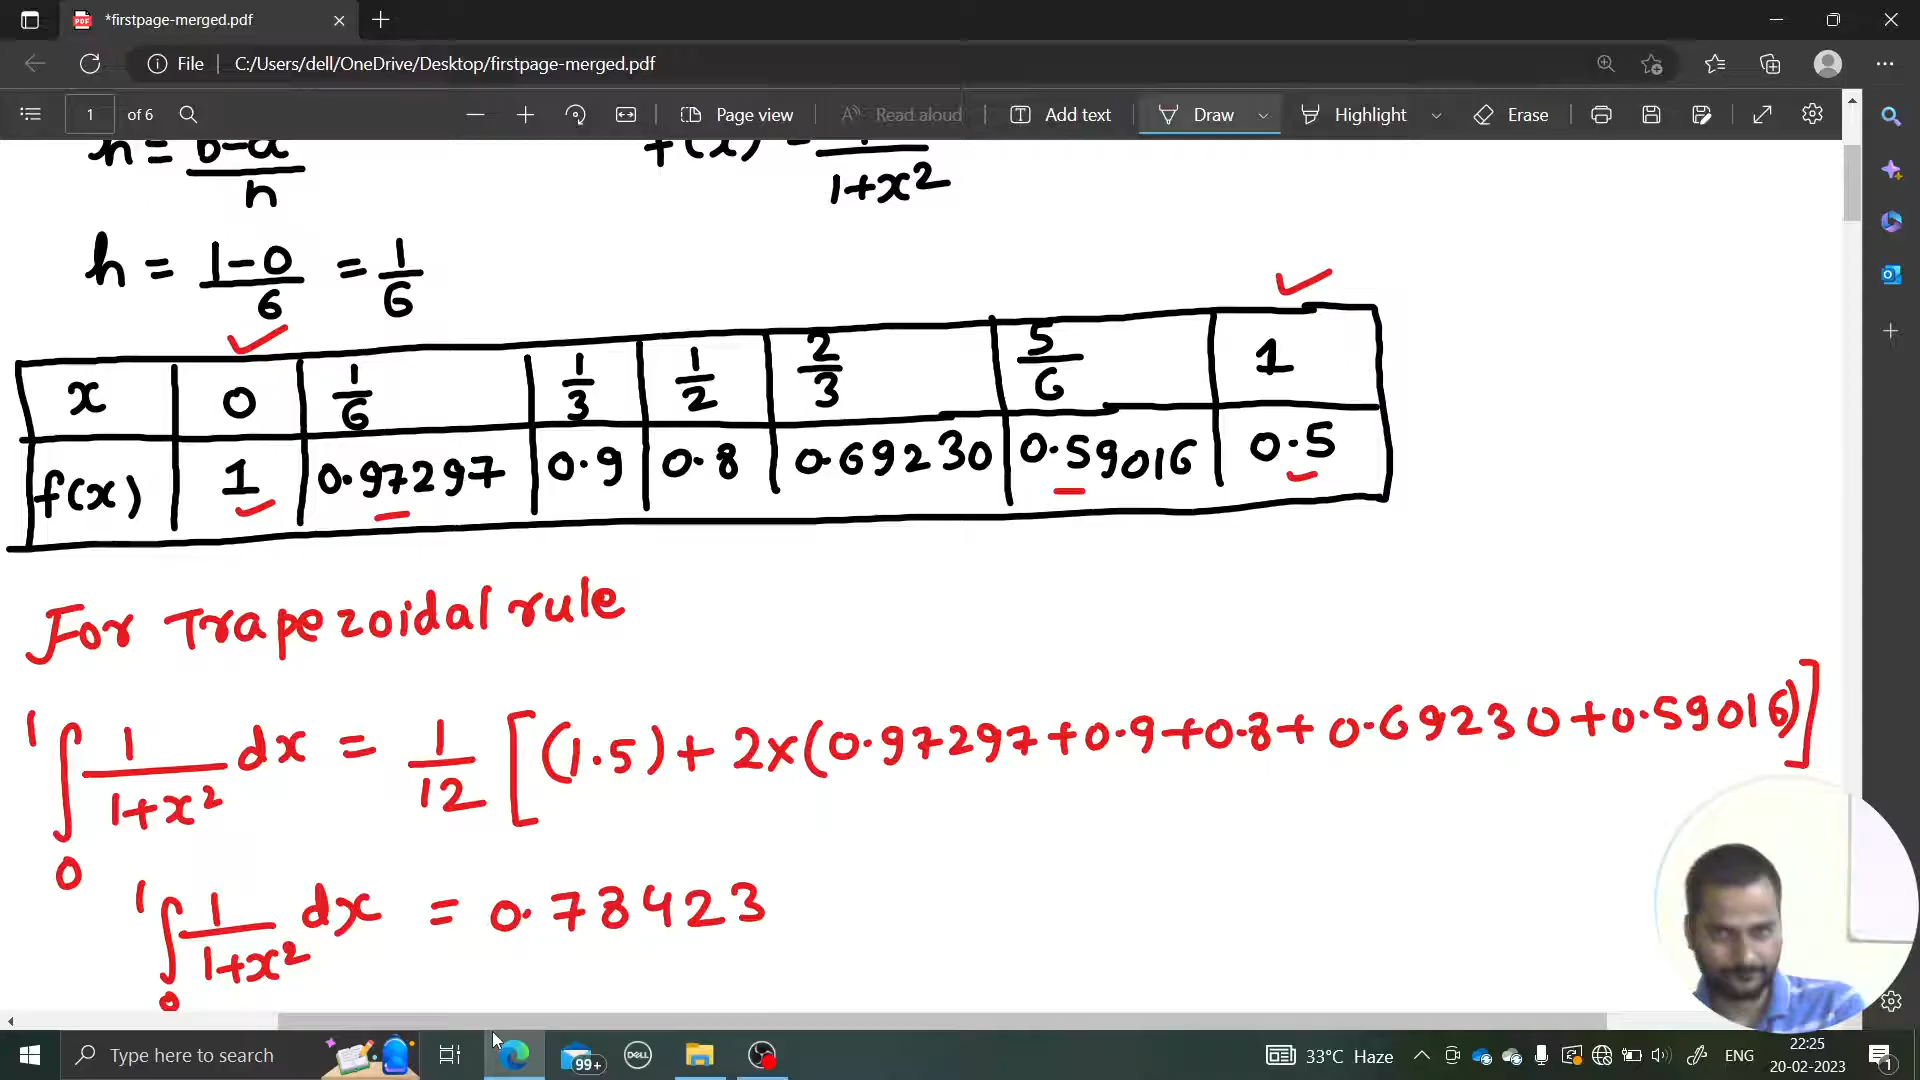 *firstpage-merged.pdf
File C:/Users/dell/OneDrive/Desktop/firstpage-merged.pdf
1 of 6 Page view Read aloud Add text Draw Highlight Erase
h = b-a / n f(x) = 1 / 1+x²
h = 1-0 / 6 = 1/6
x 0 1/6 1/3 1/2 2/3 5/6 1
f(x) 1 0.97297 0.9 0.8 0.69230 0.59016 0.5
For Trapezoidal rule
∫₀¹ 1/(1+x²) dx = 1/12 [(1.5)+2×(0.97297+0.9+0.8+0.69230+0.59016)]
∫₀¹ 1/(1+x²) dx = 0.78423
Type here to search 99+ DELL 33°C Haze ENG 22:25
20-02-2023 1